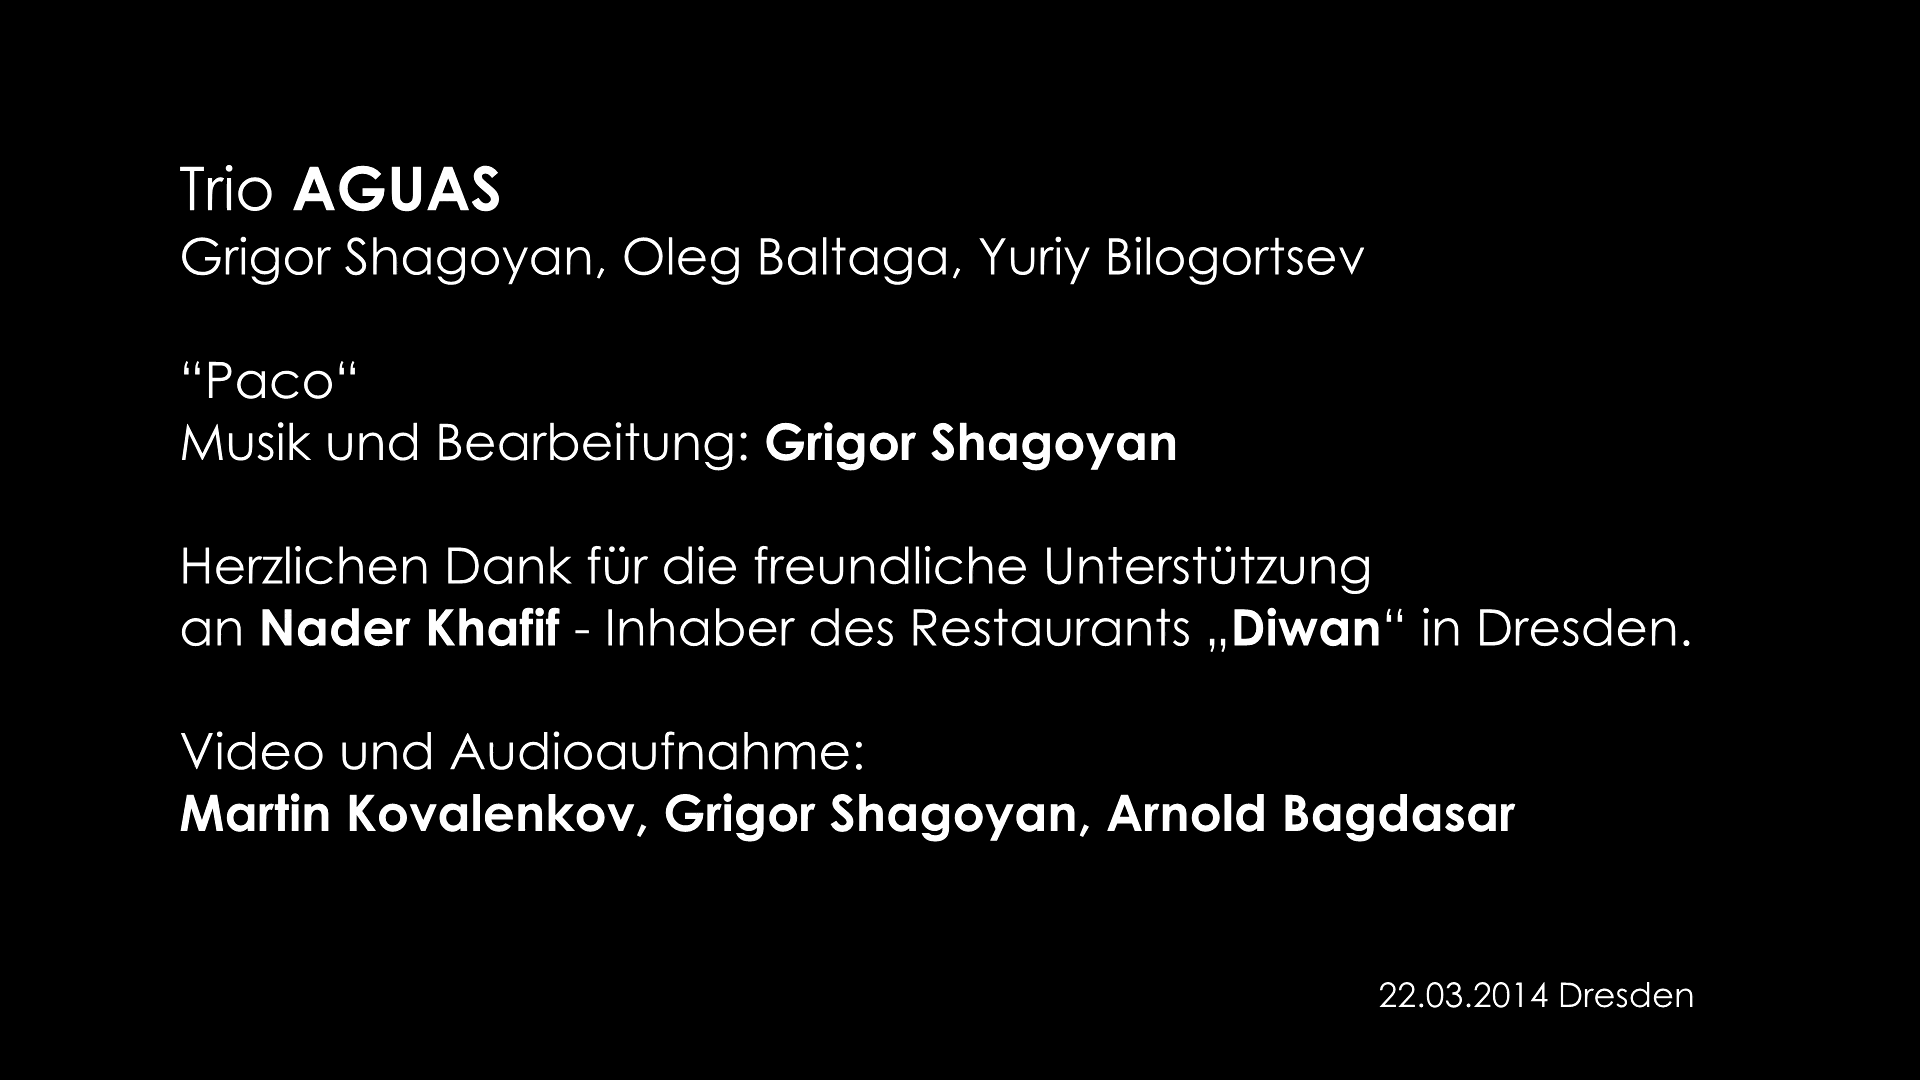 Trio AGUAS
Grigor Shagoyan, Oleg Baltaga, Yuriy Bilogortsev
“Paco“
Musik und Bearbeitung: Grigor Shagoyan
Herzlichen Dank für die freundliche Unterstützung
an Nader Khafif - Inhaber des Restaurants „Diwan“ in Dresden.
Video und Audioaufnahme:
Martin Kovalenkov, Grigor Shagoyan, Arnold Bagdasar
22.03.2014 Dresden